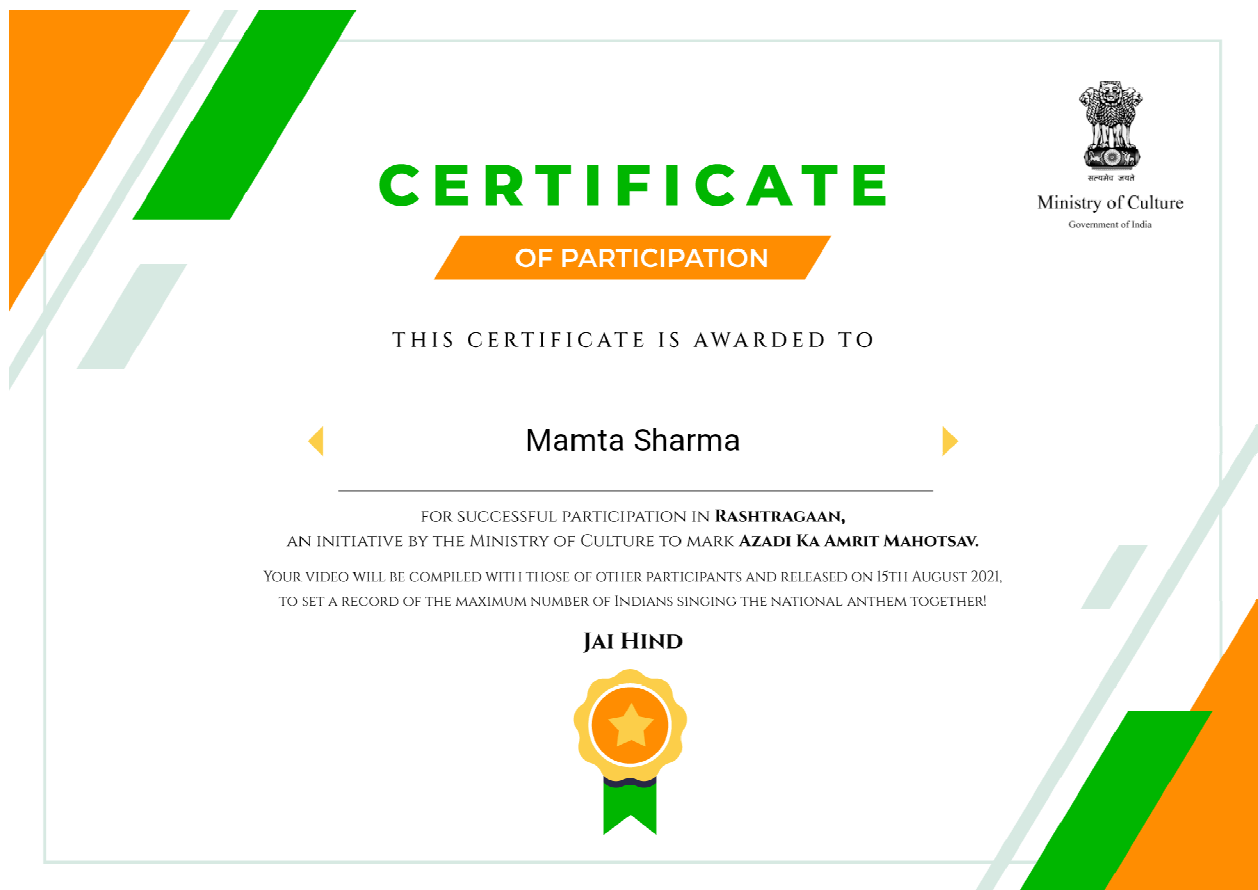 सत्यमेव जयते
Ministry of Culture
Government of India
CERTIFICATE
OF PARTICIPATION
THIS CERTIFICATE IS AWARDED TO
Mamta Sharma
FOR SUCCESSFUL PARTICIPATION IN RASHTRAGAAN,
AN INITIATIVE BY THE MINISTRY OF CULTURE TO MARK AZADI KA AMRIT MAHOTSAV.
YOUR VIDEO WILL BE COMPILED WITH THOSE OF OTHER PARTICIPANTS AND RELEASED ON 15TH AUGUST 2021,
TO SET A RECORD OF THE MAXIMUM NUMBER OF INDIANS SINGING THE NATIONAL ANTHEM TOGETHER!
JAI HIND